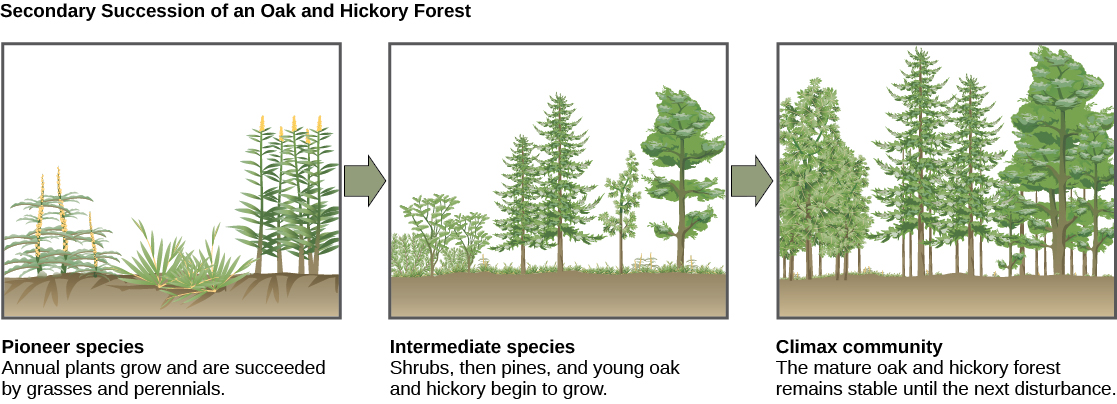 Secondary Succession of an Oak and Hickory Forest
Pioneer species
Annual plants grow and are succeeded
by grasses and perennials.
Intermediate species
Shrubs, then pines, and young oak
and hickory begin to grow.
Climax community
The mature oak and hickory forest
remains stable until the next disturbance.